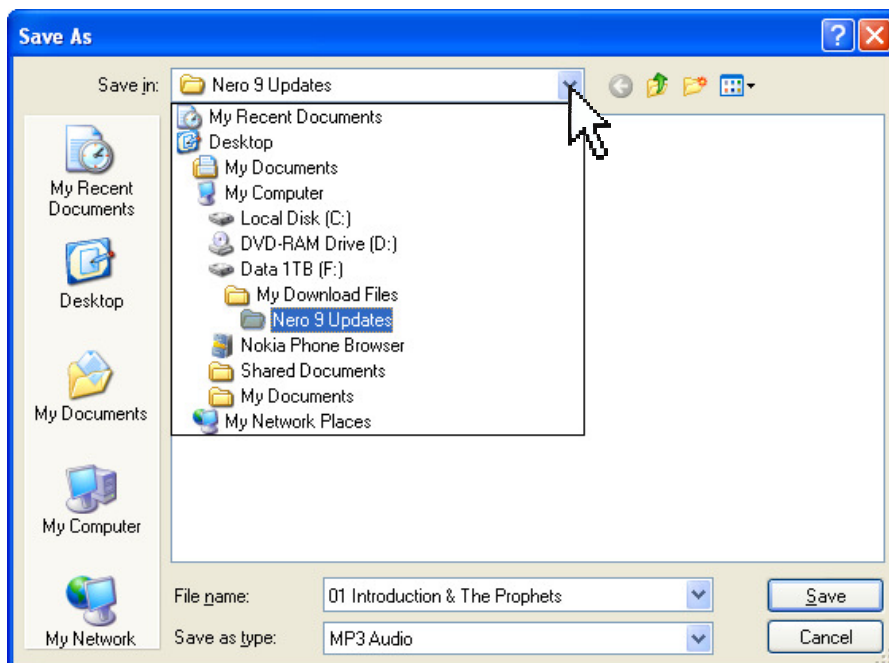 Save As
Save in:
Nero 9 Updates
My Recent Documents
Desktop
My Documents
My Computer
Local Disk (C:)
DVD-RAM Drive (D:)
Data 1TB (F:)
My Download Files
Nero 9 Updates
Nokia Phone Browser
Shared Documents
My Documents
My Network Places
My Recent
Documents
Desktop
My Documents
My Computer
My Network
File name:
01 Introduction & The Prophets
Save
Save as type:
MP3 Audio
Cancel